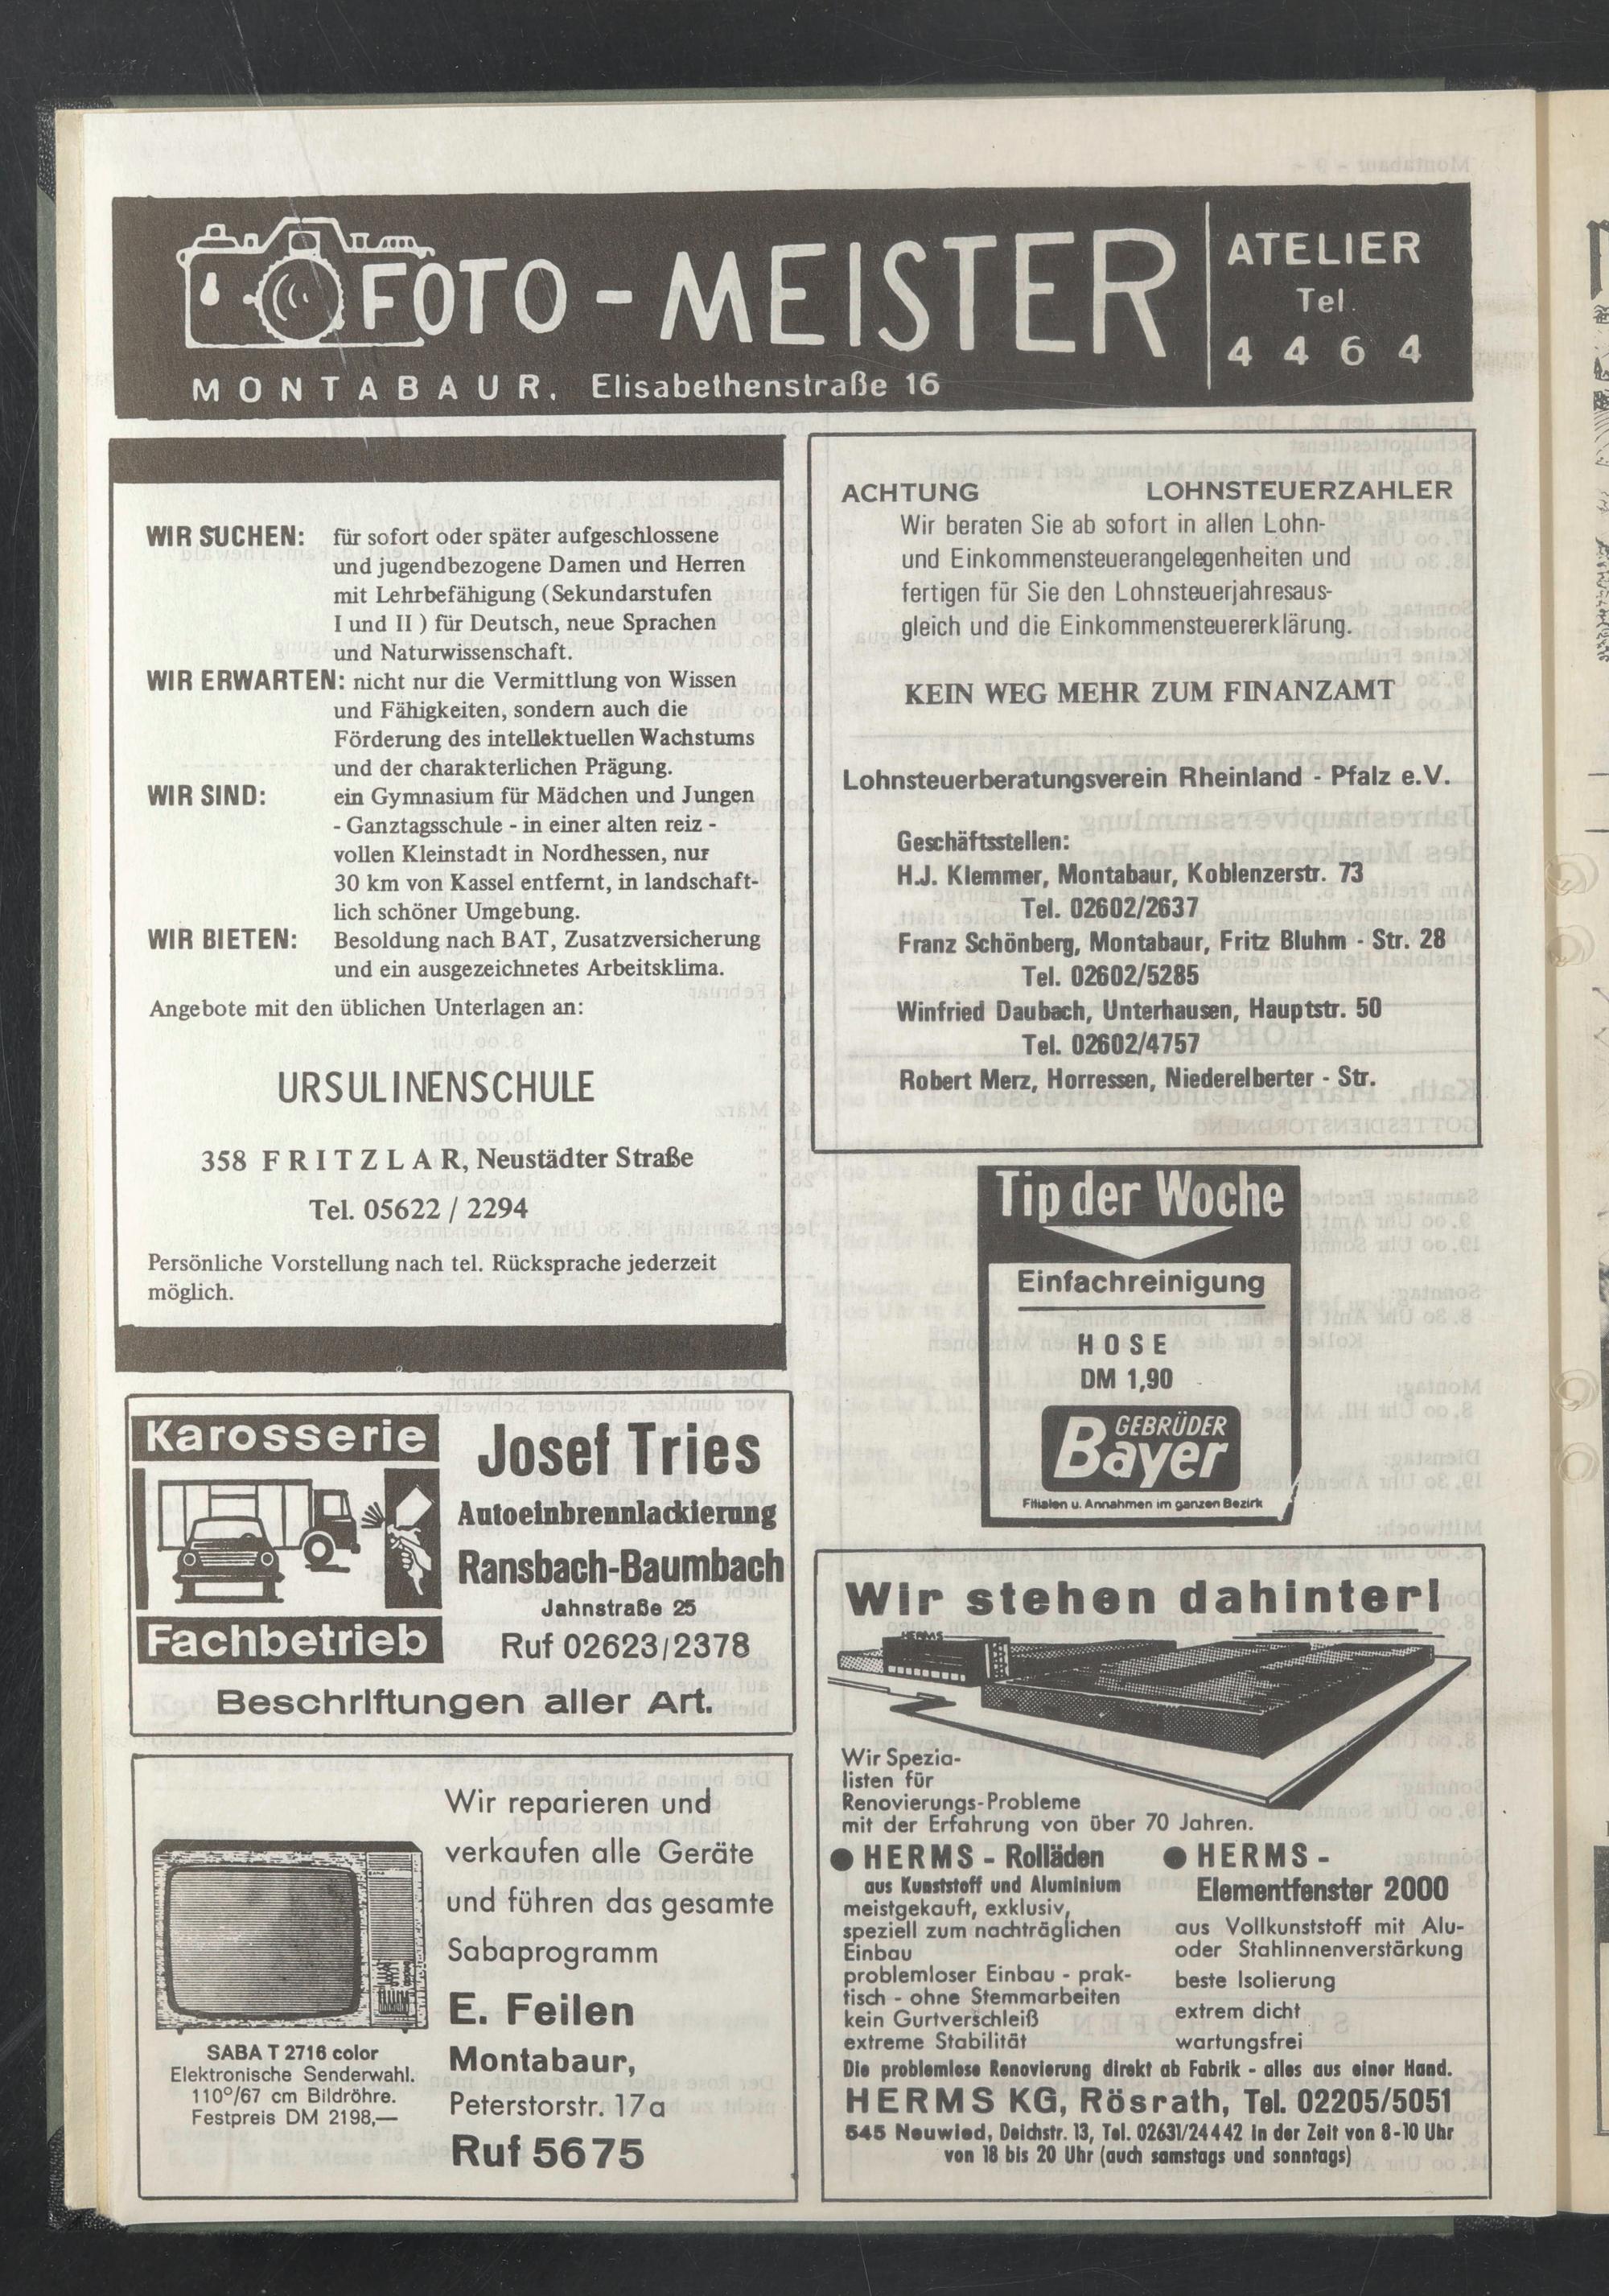 FOTO - MEISTER
ATELIER
Tel.
4 4 6 4
MONTABAUR, Elisabethenstraße 16
WIR SUCHEN: für sofort oder später aufgeschlossene
und jugendbezogene Damen und Herren
mit Lehrbefähigung (Sekundarstufen
I und II ) für Deutsch, neue Sprachen
und Naturwissenschaft.
WIR ERWARTEN: nicht nur die Vermittlung von Wissen
und Fähigkeiten, sondern auch die
Förderung des intellektuellen Wachstums
und der charakterlichen Prägung.
WIR SIND: ein Gymnasium für Mädchen und Jungen
- Ganztagsschule - in einer alten reiz -
vollen Kleinstadt in Nordhessen, nur
30 km von Kassel entfernt, in landschaft-
lich schöner Umgebung.
WIR BIETEN: Besoldung nach BAT, Zusatzversicherung
und ein ausgezeichnetes Arbeitsklima.
Angebote mit den üblichen Unterlagen an:
URSULINENSCHULE
358 FRITZLAR, Neustädter Straße
Tel. 05622 / 2294
Persönliche Vorstellung nach tel. Rücksprache jederzeit
möglich.
ACHTUNG LOHNSTEUERZAHLER
Wir beraten Sie ab sofort in allen Lohn-
und Einkommensteuerangelegenheiten und
fertigen für Sie den Lohnsteuerjahresaus-
gleich und die Einkommensteuererklärung.
KEIN WEG MEHR ZUM FINANZAMT
Lohnsteuerberatungsverein Rheinland - Pfalz e.V.
Geschäftsstellen:
H.J. Klemmer, Montabaur, Koblenzerstr. 73
Tel. 02602/2637
Franz Schönberg, Montabaur, Fritz Bluhm - Str. 28
Tel. 02602/5285
Winfried Daubach, Unterhausen, Hauptstr. 50
Tel. 02602/4757
Robert Merz, Horressen, Niederelberter - Str.
Tip der Woche
Einfachreinigung
HOSE
DM 1,90
GEBRÜDER
Bayer
Filialen u. Annahmen im ganzen Bezirk
Karosserie
Fachbetrieb
Josef Tries
Autoeinbrennlackierung
Ransbach-Baumbach
Jahnstraße 25
Ruf 02623/2378
Beschriftungen aller Art.
Wir reparieren und
verkaufen alle Geräte
und führen das gesamte
Sabaprogramm
E. Feilen
Montabaur,
Peterstorstr. 17a
Ruf 5675
SABA T 2716 color
Elektronische Senderwahl.
110°/67 cm Bildröhre.
Festpreis DM 2198,—
Wir stehen dahinter!
HERMS
Wir Spezia-
listen für
Renovierungs-Probleme
mit der Erfahrung von über 70 Jahren.
● HERMS - Rolläden
aus Kunststoff und Aluminium
meistgekauft, exklusiv,
speziell zum nachträglichen
Einbau
problemloser Einbau - prak-
tisch - ohne Stemmarbeiten
kein Gurtverschleiß
extreme Stabilität
● HERMS -
Elementfenster 2000
aus Vollkunststoff mit Alu-
oder Stahlinnenverstärkung
beste Isolierung
extrem dicht
wartungsfrei
Die problemlose Renovierung direkt ab Fabrik - alles aus einer Hand.
HERMS KG, Rösrath, Tel. 02205/5051
545 Neuwied, Deichstr. 13, Tel. 02631/24442 in der Zeit von 8-10 Uhr
von 18 bis 20 Uhr (auch samstags und sonntags)